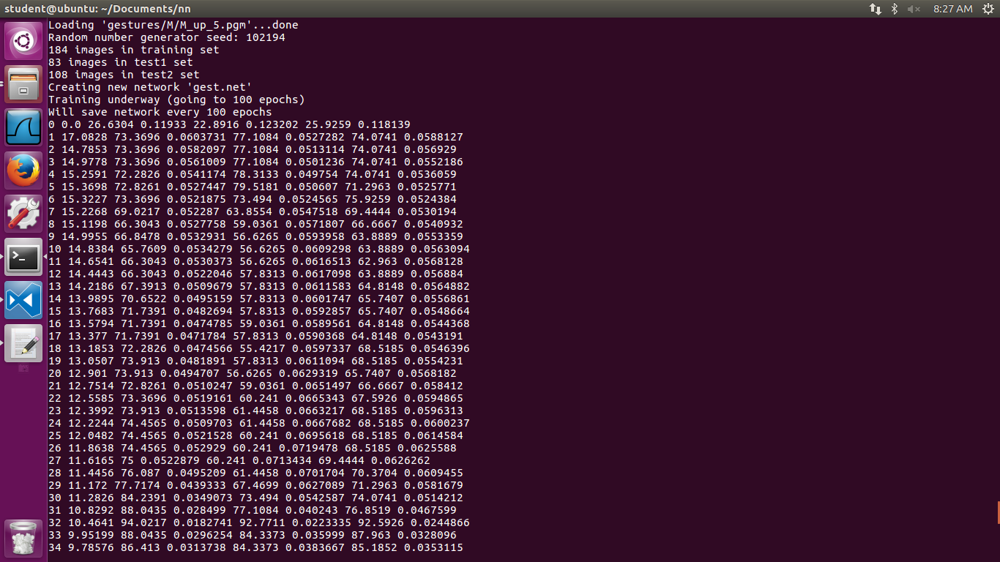 student@ubuntu: ~/Documents/nn
8:27 AM
Loading 'gestures/M/M_up_5.pgm'...done
Random number generator seed: 102194
184 images in training set
83 images in test1 set
108 images in test2 set
Creating new network 'gest.net'
Training underway (going to 100 epochs)
Will save network every 100 epochs
0 0.0 26.6304 0.11933 22.8916 0.123202 25.9259 0.118139
1 17.0828 73.3696 0.0603731 77.1084 0.0527282 74.0741 0.0588127
2 14.7853 73.3696 0.0582097 77.1084 0.0513114 74.0741 0.056929
3 14.9778 73.3696 0.0561009 77.1084 0.0501236 74.0741 0.0552186
4 15.2591 72.2826 0.0541174 78.3133 0.049754 74.0741 0.0536059
5 15.3698 72.8261 0.0527447 79.5181 0.050607 71.2963 0.0525771
6 15.3227 73.3696 0.0521875 73.494 0.0524565 75.9259 0.0524384
7 15.2268 69.0217 0.052287 63.8554 0.0547518 69.4444 0.0530194
8 15.1198 66.3043 0.0527758 59.0361 0.0571807 66.6667 0.0540932
9 14.9955 66.8478 0.0532931 56.6265 0.0593958 63.8889 0.0553359
10 14.8384 65.7609 0.0534279 56.6265 0.0609298 63.8889 0.0563094
11 14.6541 66.3043 0.0530373 56.6265 0.0616513 62.963 0.0568128
12 14.4443 66.3043 0.0522046 57.8313 0.0617098 63.8889 0.056884
13 14.2186 67.3913 0.0509679 57.8313 0.0611583 64.8148 0.0564882
14 13.9895 70.6522 0.0495159 57.8313 0.0601747 65.7407 0.0556861
15 13.7683 71.7391 0.0482694 57.8313 0.0592857 65.7407 0.0548664
16 13.5794 71.7391 0.0474785 59.0361 0.0589561 64.8148 0.0544368
17 13.377 71.7391 0.0471784 57.8313 0.0590368 64.8148 0.0543191
18 13.1853 72.2826 0.0474566 55.4217 0.0597337 68.5185 0.0546396
19 13.0507 73.913 0.0481891 57.8313 0.0611094 68.5185 0.0554231
20 12.901 73.913 0.0494707 56.6265 0.0629319 65.7407 0.0568182
21 12.7514 72.8261 0.0510247 59.0361 0.0651497 66.6667 0.058412
22 12.5585 73.3696 0.0519161 60.241 0.0665343 67.5926 0.0594865
23 12.3992 73.913 0.0513598 61.4458 0.0663217 68.5185 0.0596313
24 12.2244 74.4565 0.0509703 61.4458 0.0667682 68.5185 0.0600237
25 12.0482 74.4565 0.0521528 60.241 0.0695618 68.5185 0.0614584
26 11.8638 74.4565 0.052929 60.241 0.0719478 68.5185 0.0625588
27 11.6165 75 0.0522879 60.241 0.0713434 69.4444 0.0626262
28 11.4456 76.087 0.0495209 61.4458 0.0701704 70.3704 0.0609455
29 11.172 77.7174 0.0439333 67.4699 0.0627089 71.2963 0.0581679
30 11.2826 84.2391 0.0349073 73.494 0.0542587 74.0741 0.0514212
31 10.8292 88.0435 0.028499 77.1084 0.040243 76.8519 0.0467599
32 10.4641 94.0217 0.0182741 92.7711 0.0223335 92.5926 0.0244866
33 9.95199 88.0435 0.0296254 84.3373 0.035999 87.963 0.0328096
34 9.78576 86.413 0.0313738 84.3373 0.0383667 85.1852 0.0353115